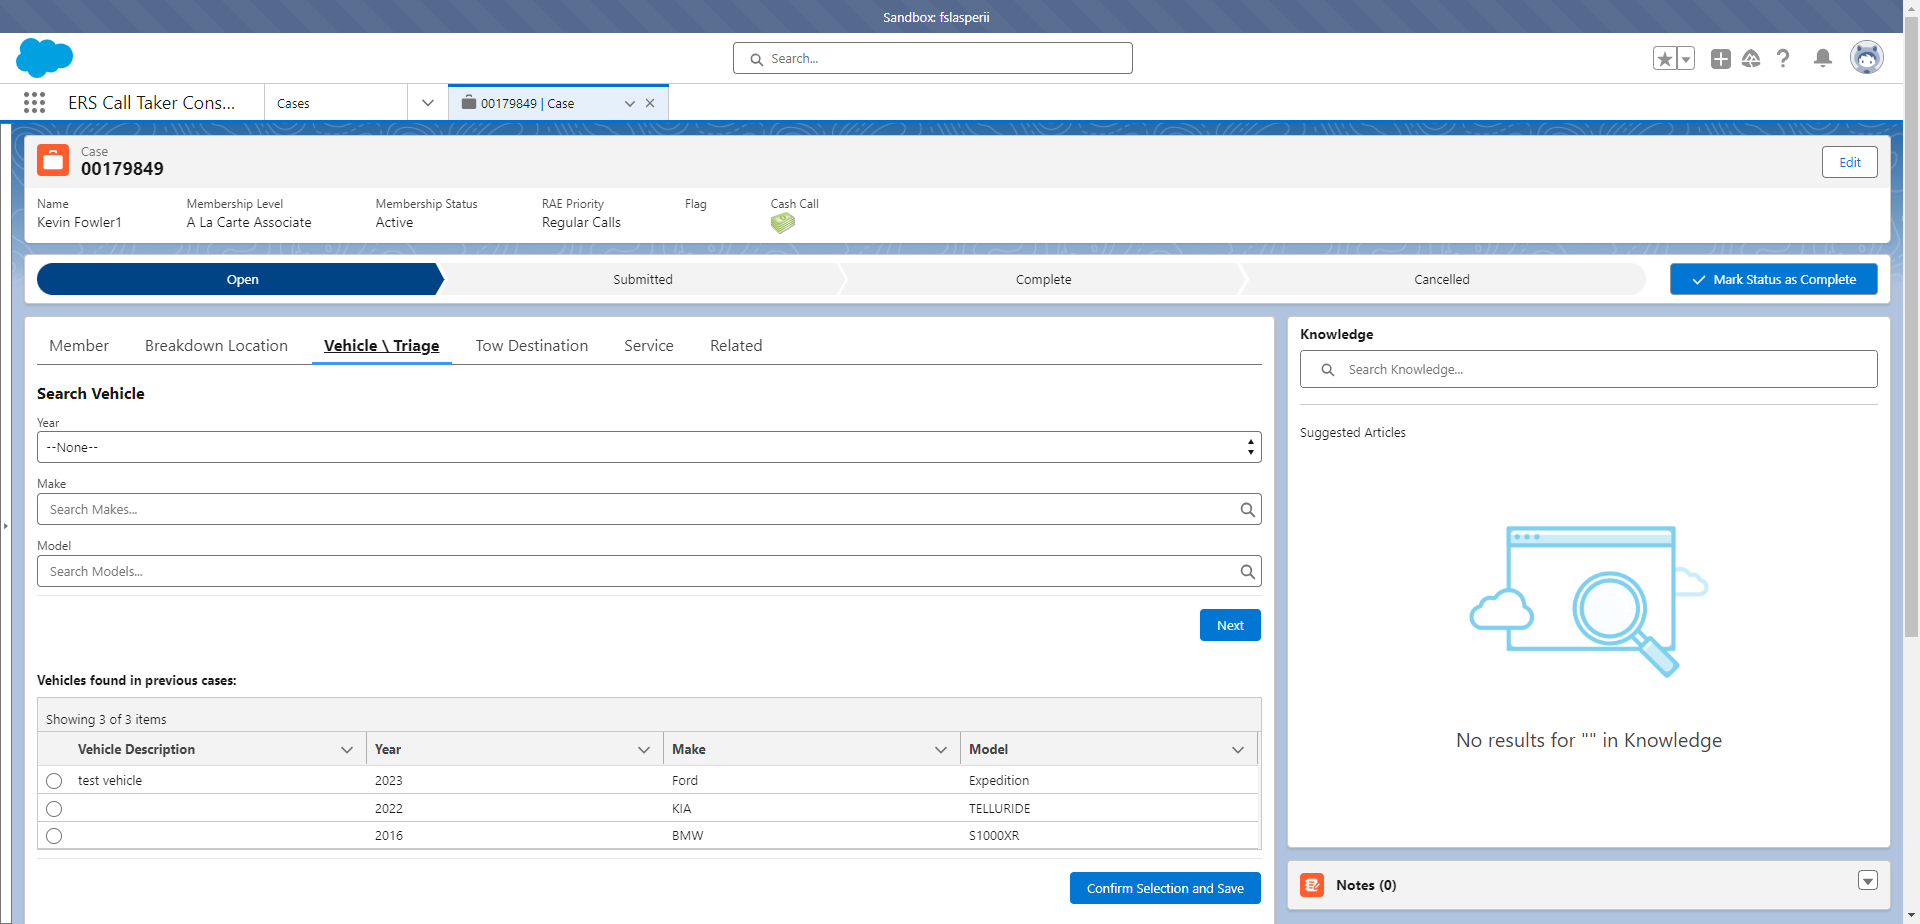 Sandbox: fslasperii
Search...
ERS Call Taker Cons...
Cases
00179849 | Case
Case
00179849
Edit
Name
Membership Level
Membership Status
RAE Priority
Flag
Cash Call
Kevin Fowler1
A La Carte Associate
Active
Regular Calls
Open
Submitted
Complete
Cancelled
Mark Status as Complete
Member
Breakdown Location
Vehicle \ Triage
Tow Destination
Service
Related
Search Vehicle
Year
--None--
Make
Search Makes...
Model
Search Models...
Next
Vehicles found in previous cases:
Showing 3 of 3 items
Vehicle Description Year Make Model
test vehicle 2023 Ford Expedition
2022 KIA TELLURIDE
2016 BMW S1000XR
Confirm Selection and Save
Knowledge
Search Knowledge...
Suggested Articles
No results for "" in Knowledge
Notes (0)